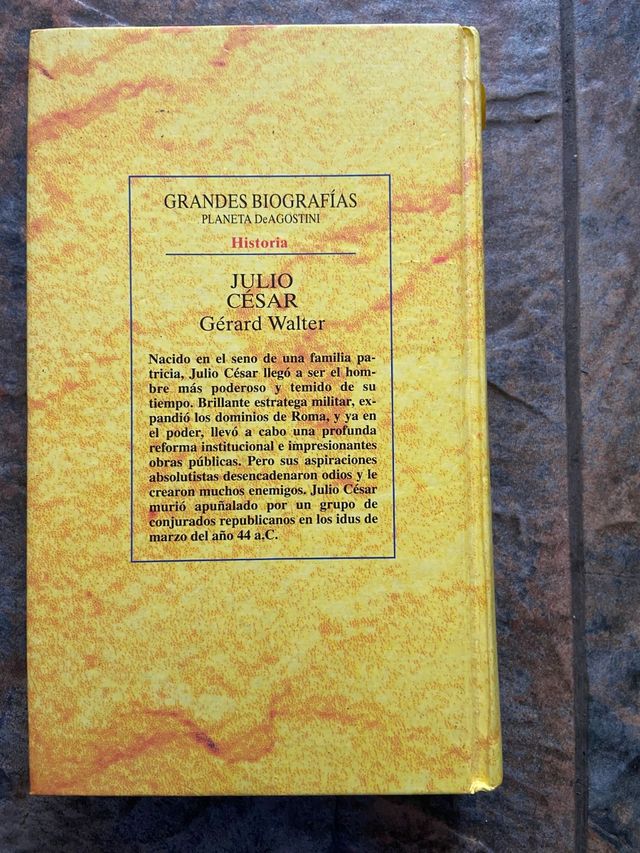 GRANDES BIOGRAFÍAS
PLANETA DeAGOSTINI
Historia
JULIO
CÉSAR
Gérard Walter
Nacido en el seno de una familia pa-
tricia, Julio César llegó a ser el hom-
bre más poderoso y temido de su
tiempo. Brillante estratega militar, ex-
pandió los dominios de Roma, y ya en
el poder, llevó a cabo una profunda
reforma institucional e impresionantes
obras públicas. Pero sus aspiraciones
absolutistas desencadenaron odios y le
crearon muchos enemigos. Julio César
murió apuñalado por un grupo de
conjurados republicanos en los idus de
marzo del año 44 a.C.